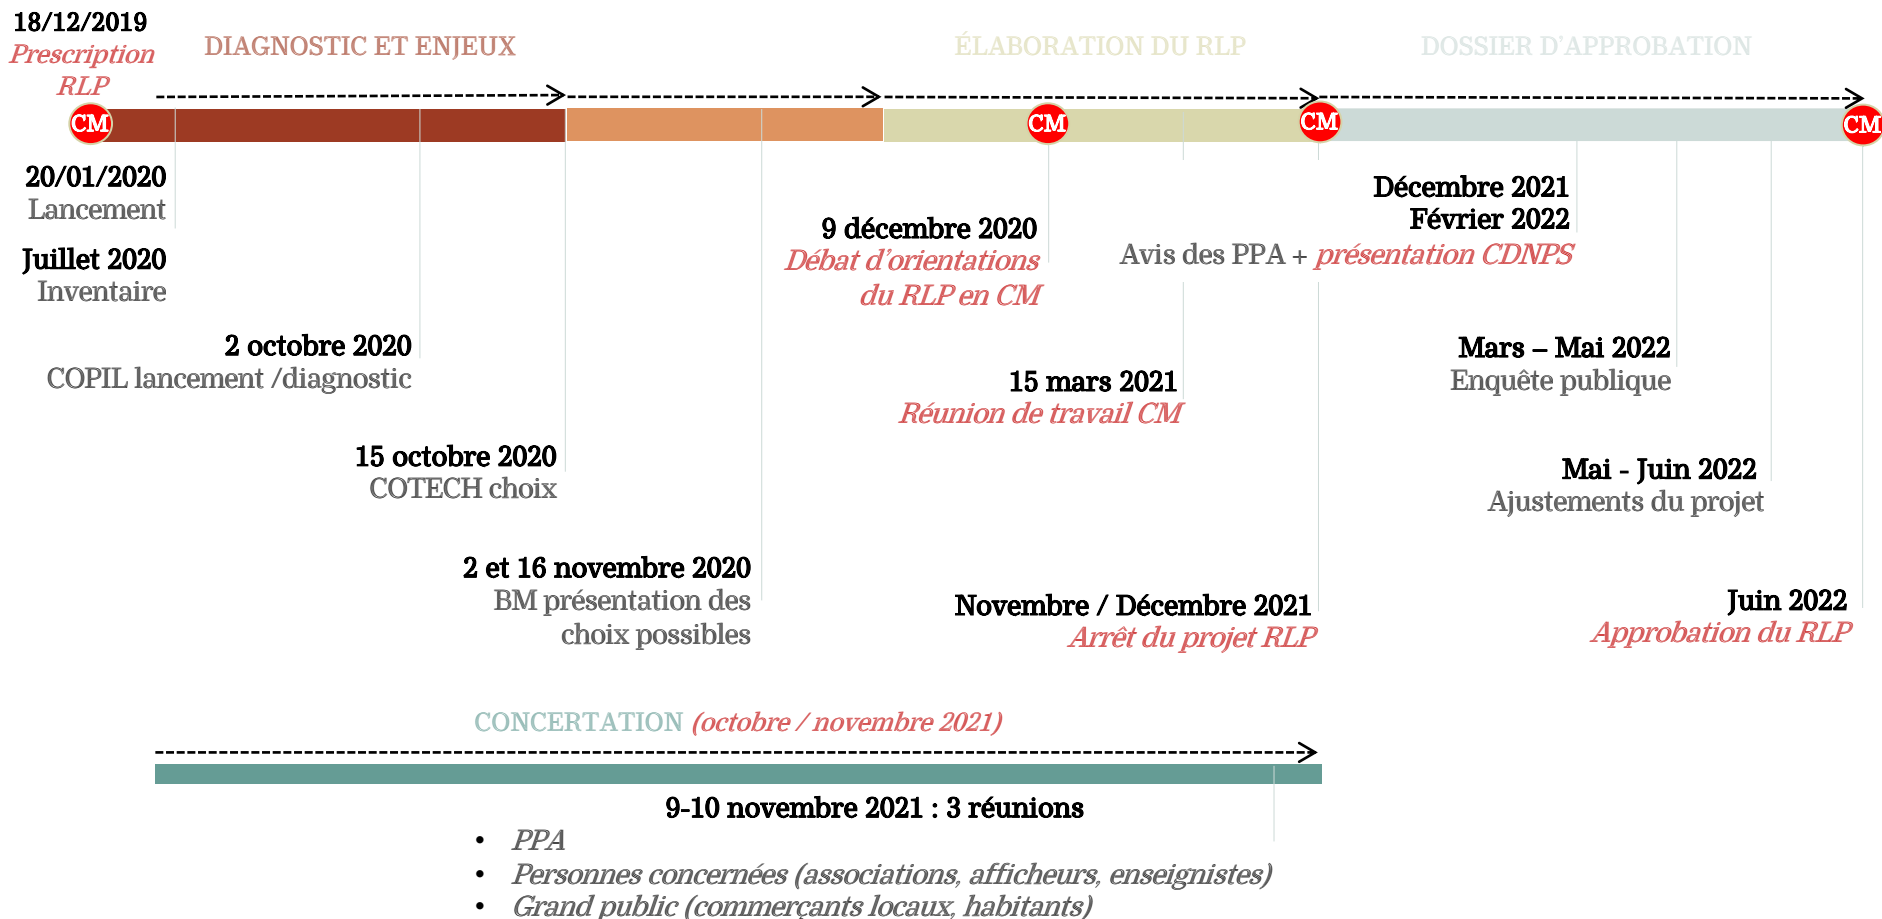 18/12/2019
Prescription
RLP
DIAGNOSTIC ET ENJEUX
ÉLABORATION DU RLP
DOSSIER D'APPROBATION
CM
CM
CM
CM
20/01/2020
Lancement
Juillet 2020
Inventaire
2 octobre 2020
COPIL lancement /diagnostic
15 octobre 2020
COTECH choix
2 et 16 novembre 2020
BM présentation des
choix possibles
9 décembre 2020
Débat d'orientations
du RLP en CM
15 mars 2021
Réunion de travail CM
Novembre / Décembre 2021
Arrêt du projet RLP
Décembre 2021
Février 2022
Avis des PPA + présentation CDNPS
Mars – Mai 2022
Enquête publique
Mai - Juin 2022
Ajustements du projet
Juin 2022
Approbation du RLP
CONCERTATION (octobre / novembre 2021)
9-10 novembre 2021 : 3 réunions
• PPA
• Personnes concernées (associations, afficheurs, enseignistes)
• Grand public (commerçants locaux, habitants)